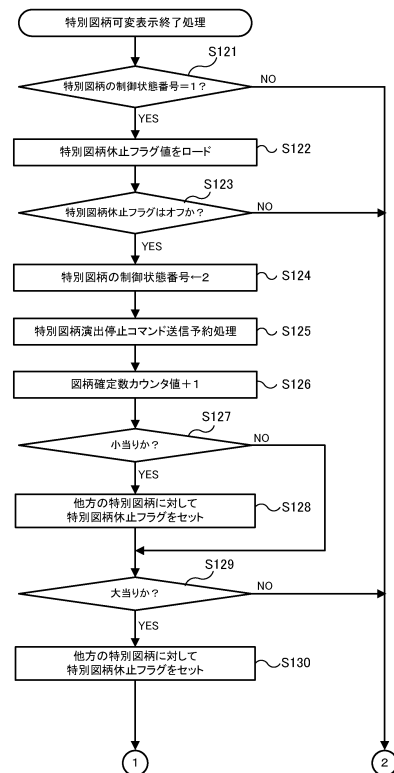 特別図柄可変表示終了処理
S121
特別図柄の制御状態番号=1?
NO
YES
特別図柄休止フラグ値をロード
S122
S123
特別図柄休止フラグはオフか?
NO
YES
特別図柄の制御状態番号←2
S124
特別図柄演出停止コマンド送信予約処理
S125
図柄確定数カウンタ値+1
S126
S127
小当りか?
NO
YES
他方の特別図柄に対して
特別図柄休止フラグをセット
S128
S129
大当りか?
NO
YES
他方の特別図柄に対して
特別図柄休止フラグをセット
S130
1
2